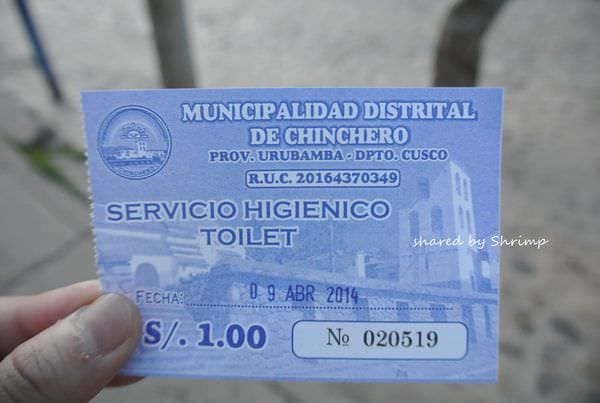 MUNICIPALIDAD DISTRITAL
DE CHINCHERO
PROV. URUBAMBA - DPTO. CUSCO
R.U.C. 20164370349
SERVICIO HIGIENICO
TOILET
shared by Shrimp
FECHA: 09 ABR 2014
S/. 1.00
№ 020519